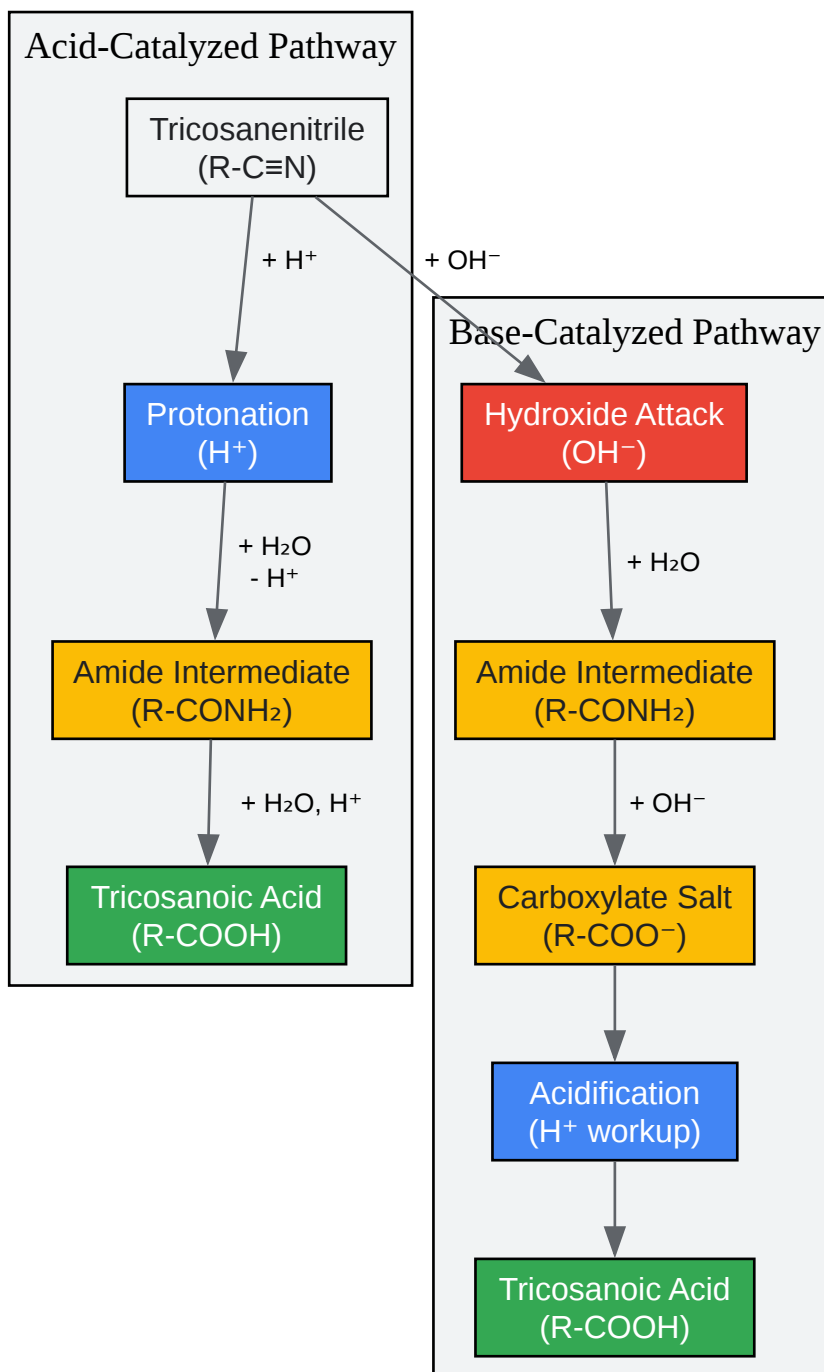 Acid-Catalyzed Pathway
Tricosanenitrile
(R-C≡N)
+ H⁺
+ OH⁻
Base-Catalyzed Pathway
Protonation
(H⁺)
Hydroxide Attack
(OH⁻)
+ H₂O
- H⁺
+ H₂O
Amide Intermediate
(R-CONH₂)
Amide Intermediate
(R-CONH₂)
+ H₂O, H⁺
+ OH⁻
Tricosanoic Acid
(R-COOH)
Carboxylate Salt
(R-COO⁻)
Acidification
(H⁺ workup)
Tricosanoic Acid
(R-COOH)